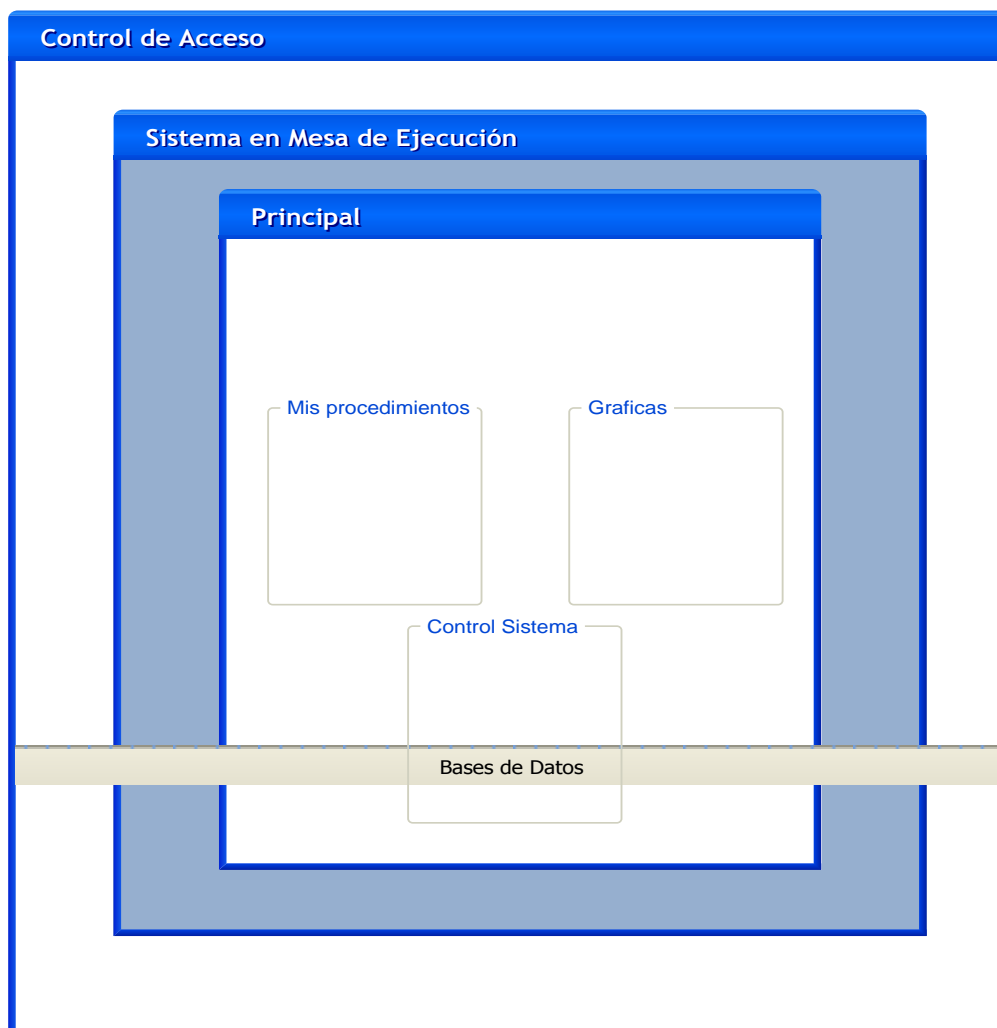 Control de Acceso
Sistema en Mesa de Ejecución
Principal
Mis procedimientos
Graficas
Control Sistema
Bases de Datos